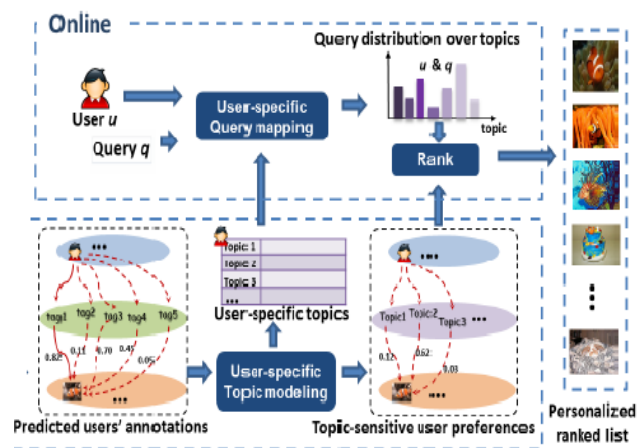 Online
Query distribution over topics
u & q
User u
User-specific
Query mapping
Query q
topic
Rank
...
Topic 1
Topic 2
Topic 3
...
User-specific topics
tags1
tag2
tag3
tag4
tag5
0.82
0.11
0.70
0.45
0.05
...
User-specific
Topic modeling
....
Topic1
Topic2
Topic3
...
0.12
0.62
0.03
...
Predicted users' annotations
Topic-sensitive user preferences
Personalized
ranked list